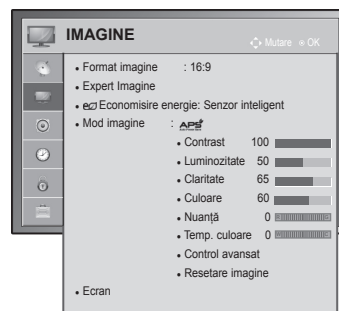 IMAGINE
Mutare OK
• Format imagine : 16:9
• Expert Imagine
• Economisire energie: Senzor inteligent
• Mod imagine : APS
• Contrast 100
• Luminozitate 50
• Claritate 65
• Culoare 60
• Nuanță 0
• Temp. culoare 0
• Control avansat
• Resetare imagine
• Ecran